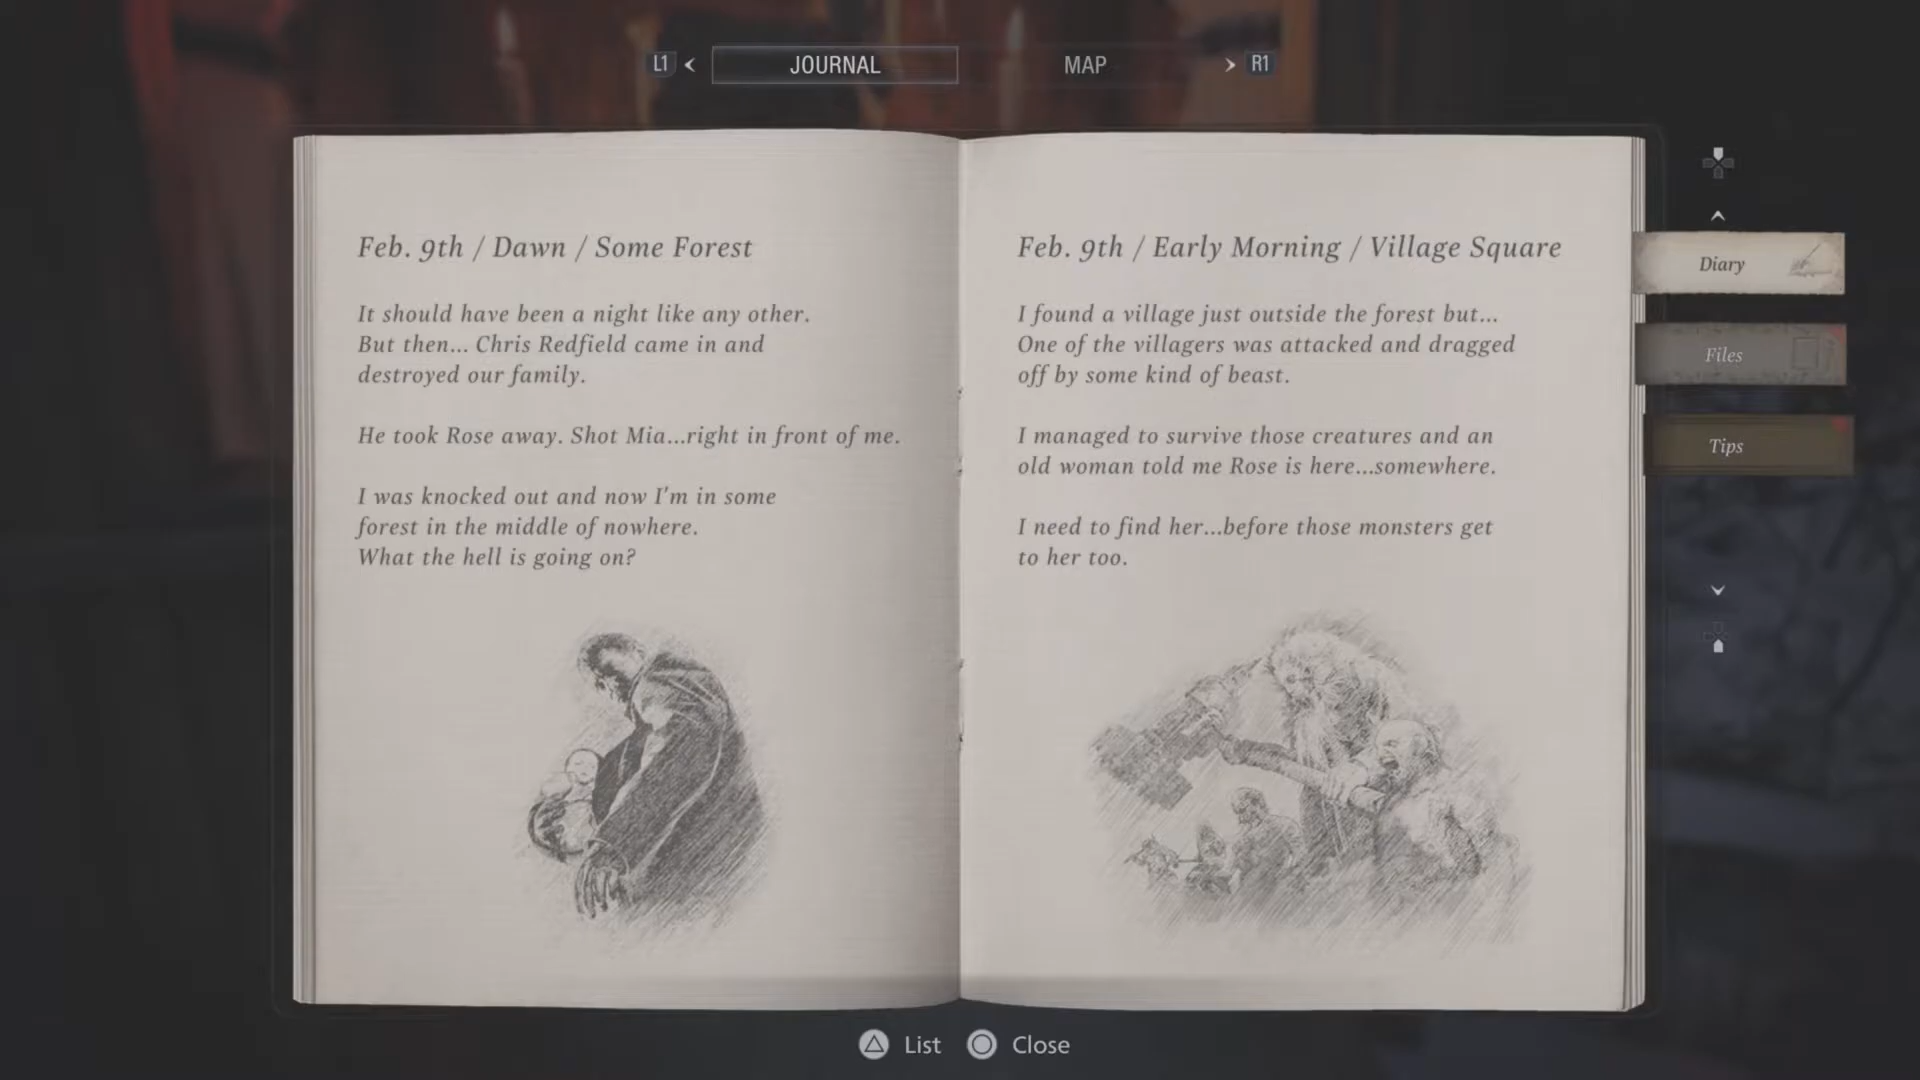 L1 JOURNAL MAP R1
Feb. 9th / Dawn / Some Forest
It should have been a night like any other.
But then... Chris Redfield came in and
destroyed our family.
He took Rose away. Shot Mia...right in front of me.
I was knocked out and now I'm in some
forest in the middle of nowhere.
What the hell is going on?
Feb. 9th / Early Morning / Village Square
I found a village just outside the forest but...
One of the villagers was attacked and dragged
off by some kind of beast.
I managed to survive those creatures and an
old woman told me Rose is here...somewhere.
I need to find her...before those monsters get
to her too.
Diary
Files
Tips
List Close